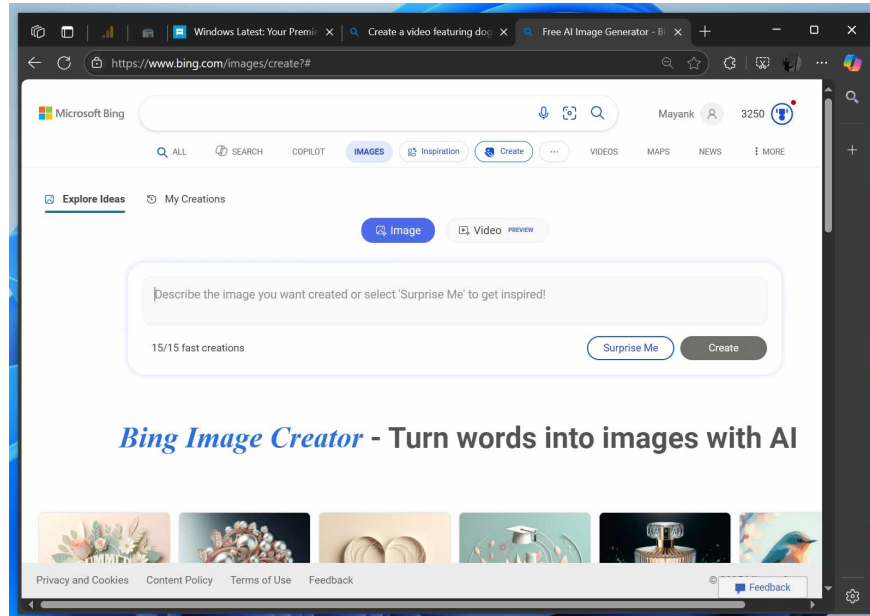 Windows Latest: Your Premie
Create a video featuring dog
Free AI Image Generator - Bi
https://www.bing.com/images/create?#
Microsoft Bing
Mayank
3250
ALL
SEARCH
COPILOT
IMAGES
Inspiration
Create
VIDEOS
MAPS
NEWS
MORE
Explore Ideas
My Creations
Image
Video PREVIEW
Describe the image you want created or select 'Surprise Me' to get inspired!
15/15 fast creations
Surprise Me
Create
Bing Image Creator - Turn words into images with AI
Privacy and Cookies
Content Policy
Terms of Use
Feedback
©
Feedback